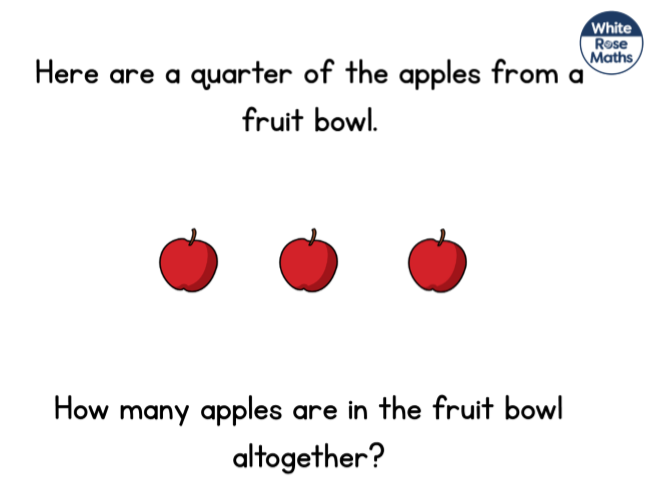 White
Rose
Maths
Here are a quarter of the apples from a
fruit bowl.
How many apples are in the fruit bowl
altogether?